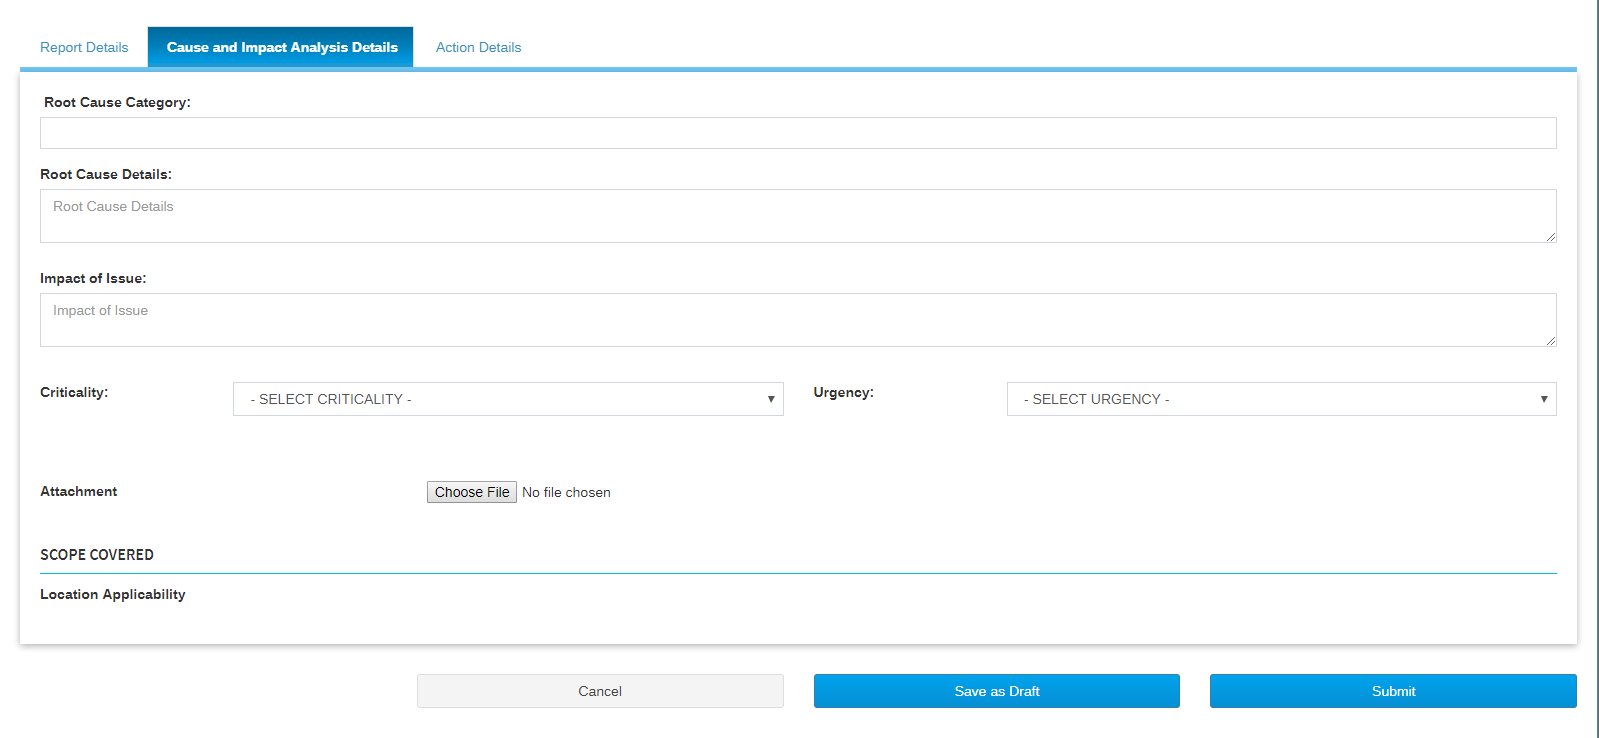 Report Details
Cause and Impact Analysis Details
Action Details
Root Cause Category:
Root Cause Details:
Root Cause Details
Impact of Issue:
Impact of Issue
Criticality:
- SELECT CRITICALITY -
Urgency:
- SELECT URGENCY -
Attachment
Choose File No file chosen
SCOPE COVERED
Location Applicability
Cancel
Save as Draft
Submit